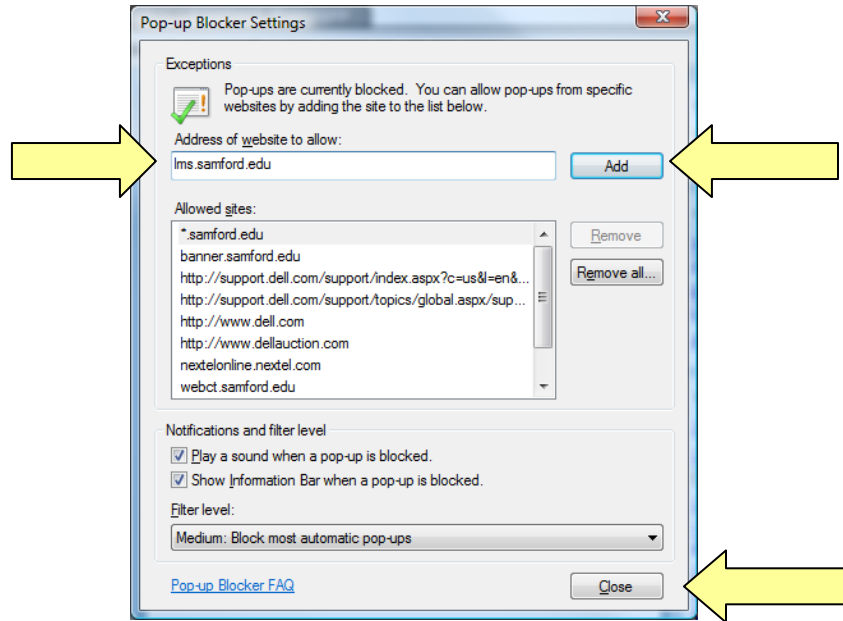 Pop-up Blocker Settings
Exceptions
Pop-ups are currently blocked. You can allow pop-ups from specific
websites by adding the site to the list below.
Address of website to allow:
lms.samford.edu
Add
Allowed sites:
*.samford.edu
banner.samford.edu
http://support.dell.com/support/index.aspx?c=us&l=en&...
http://support.dell.com/support/topics/global.aspx/sup...
http://www.dell.com
http://www.dellauction.com
nextelonline.nextel.com
webct.samford.edu
Remove
Remove all...
Notifications and filter level
Play a sound when a pop-up is blocked.
Show Information Bar when a pop-up is blocked.
Filter level:
Medium: Block most automatic pop-ups
Pop-up Blocker FAQ
Close